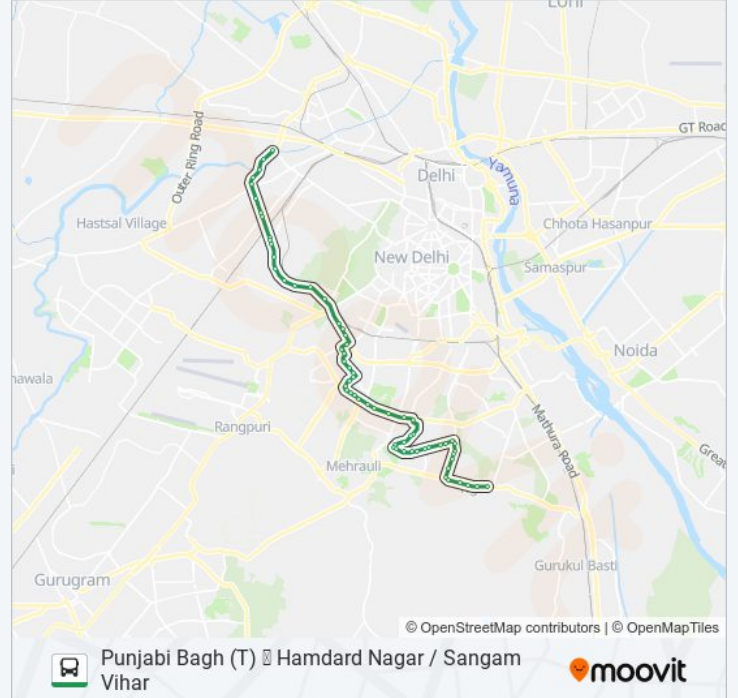 GT Road
Outer Ring Road
Delhi
Yamuna
Hastsal Village
Chhota Hasanpur
New Delhi
Samaspur
Noida
nawala
Rangpuri
Mathura Road
Great
Mehrauli
Gurukul Basti
Gurugram
© OpenStreetMap contributors | © OpenMapTiles
Punjabi Bagh (T) Hamdard Nagar / Sangam
Vihar
moovit